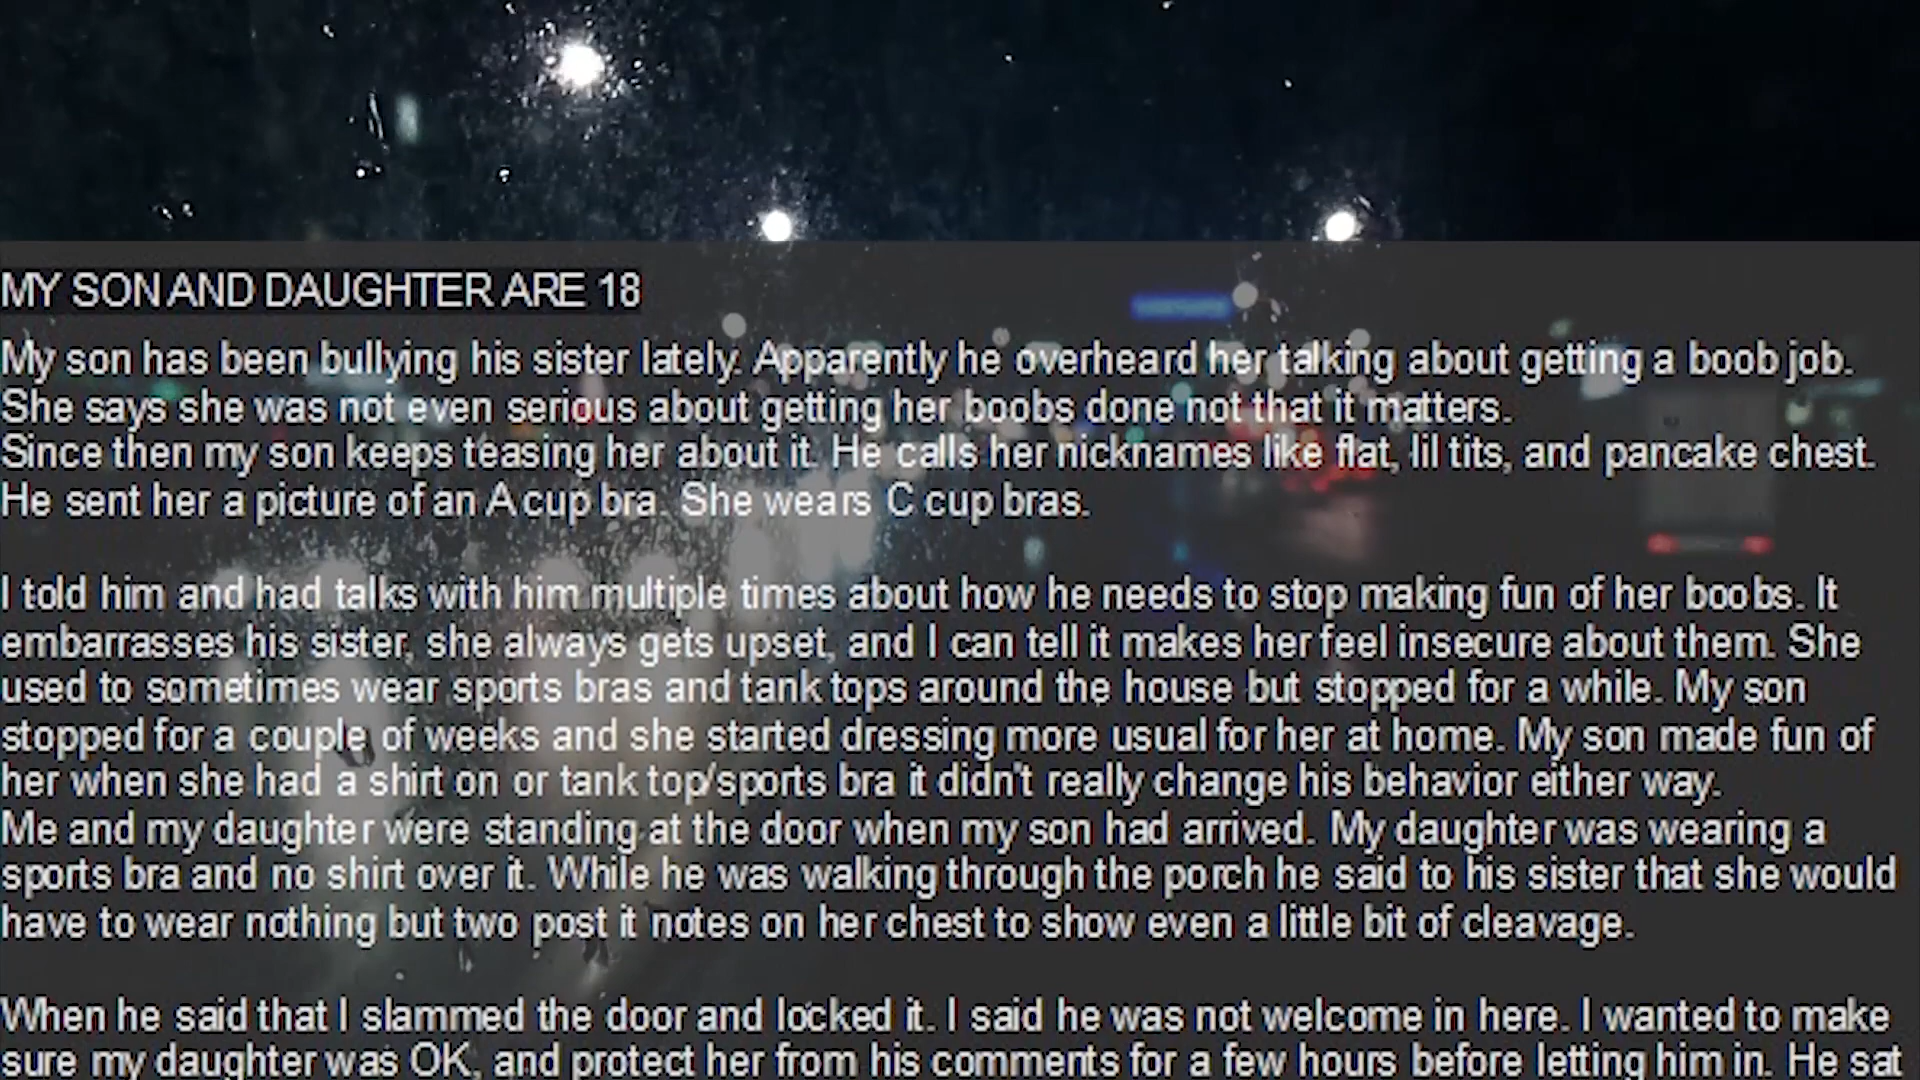 MY SON AND DAUGHTER ARE 18
My son has been bullying his sister lately. Apparently he overheard her talking about getting a boob job.
She says she was not even serious about getting her boobs done not that it matters.
Since then my son keeps teasing her about it. He calls her nicknames like flat, lil tits, and pancake chest.
He sent her a picture of an A cup bra. She wears C cup bras.
I told him and had talks with him multiple times about how he needs to stop making fun of her boobs. It
embarrasses his sister, she always gets upset, and I can tell it makes her feel insecure about them. She
used to sometimes wear sports bras and tank tops around the house but stopped for a while. My son
stopped for a couple of weeks and she started dressing more usual for her at home. My son made fun of
her when she had a shirt on or tank top/sports bra it didn't really change his behavior either way.
Me and my daughter were standing at the door when my son had arrived. My daughter was wearing a
sports bra and no shirt over it. While he was walking through the porch he said to his sister that she would
have to wear nothing but two post it notes on her chest to show even a little bit of cleavage.
When he said that I slammed the door and locked it. I said he was not welcome in here. I wanted to make
sure my daughter was OK, and protect her from his comments for a few hours before letting him in. He sat